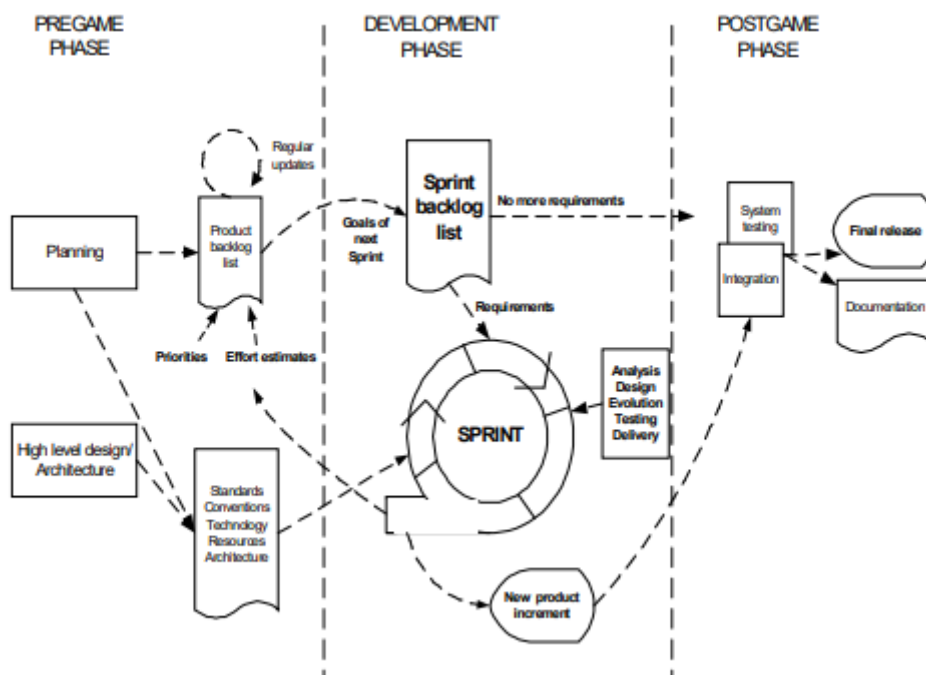 PREGAME
PHASE
DEVELOPMENT
PHASE
POSTGAME
PHASE
Regular
updates
Planning
Product
backlog
list
Priorities
Effort estimates
High level design/
Architecture
Standards
Conventions
Technology
Resources
Architecture
Goals of
next
Sprint
Sprint
backlog
list
No more requirements
Requirements
SPRINT
Analysis
Design
Evolution
Testing
Delivery
New product
increment
System
testing
Integration
Final release
Documentation